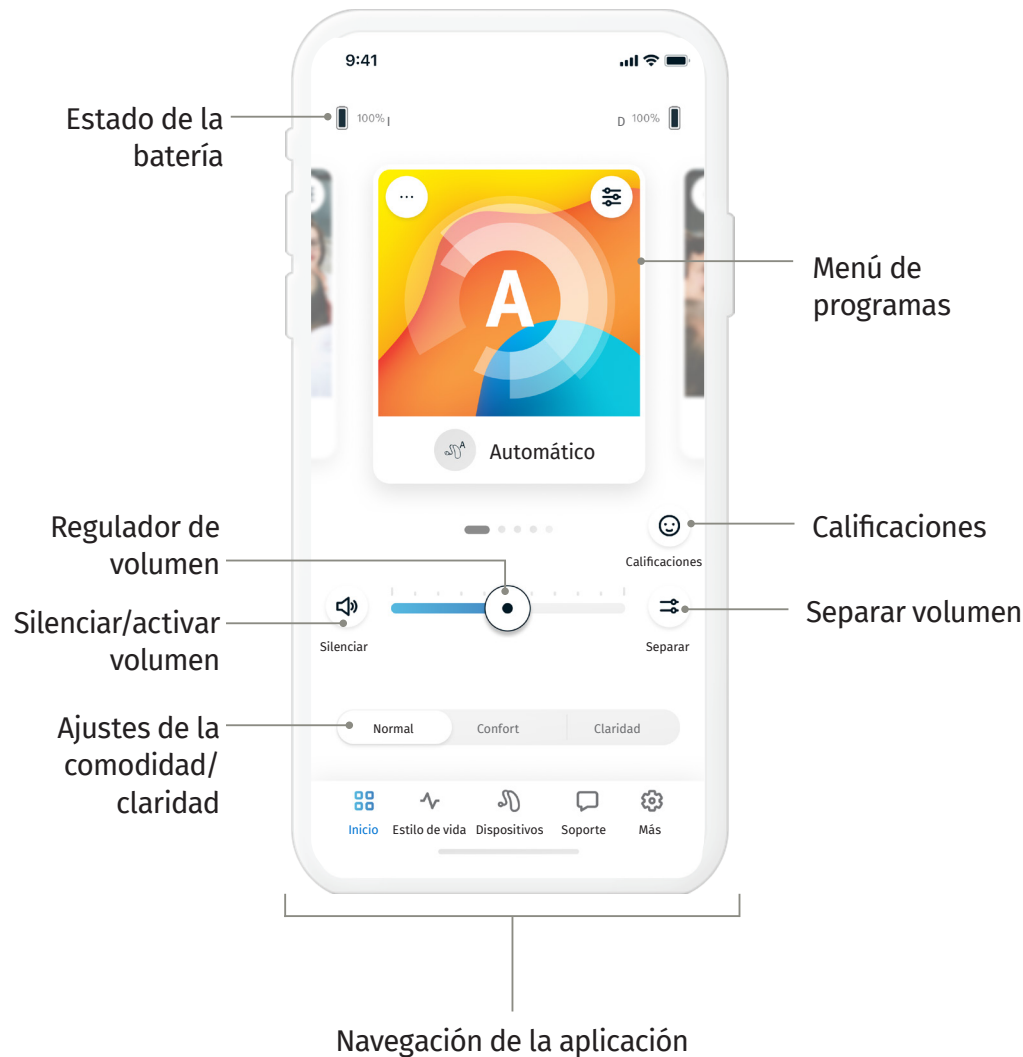 9:41
100% I
D 100%
Estado de la
batería
A
Menú de
programas
A
Automático
Regulador de
volumen
Calificaciones
Calificaciones
Silenciar/activar
volumen
Separar volumen
Silenciar
Separar
Ajustes de la
comodidad/
claridad
Normal Confort Claridad
Inicio Estilo de vida Dispositivos Soporte Más
Navegación de la aplicación